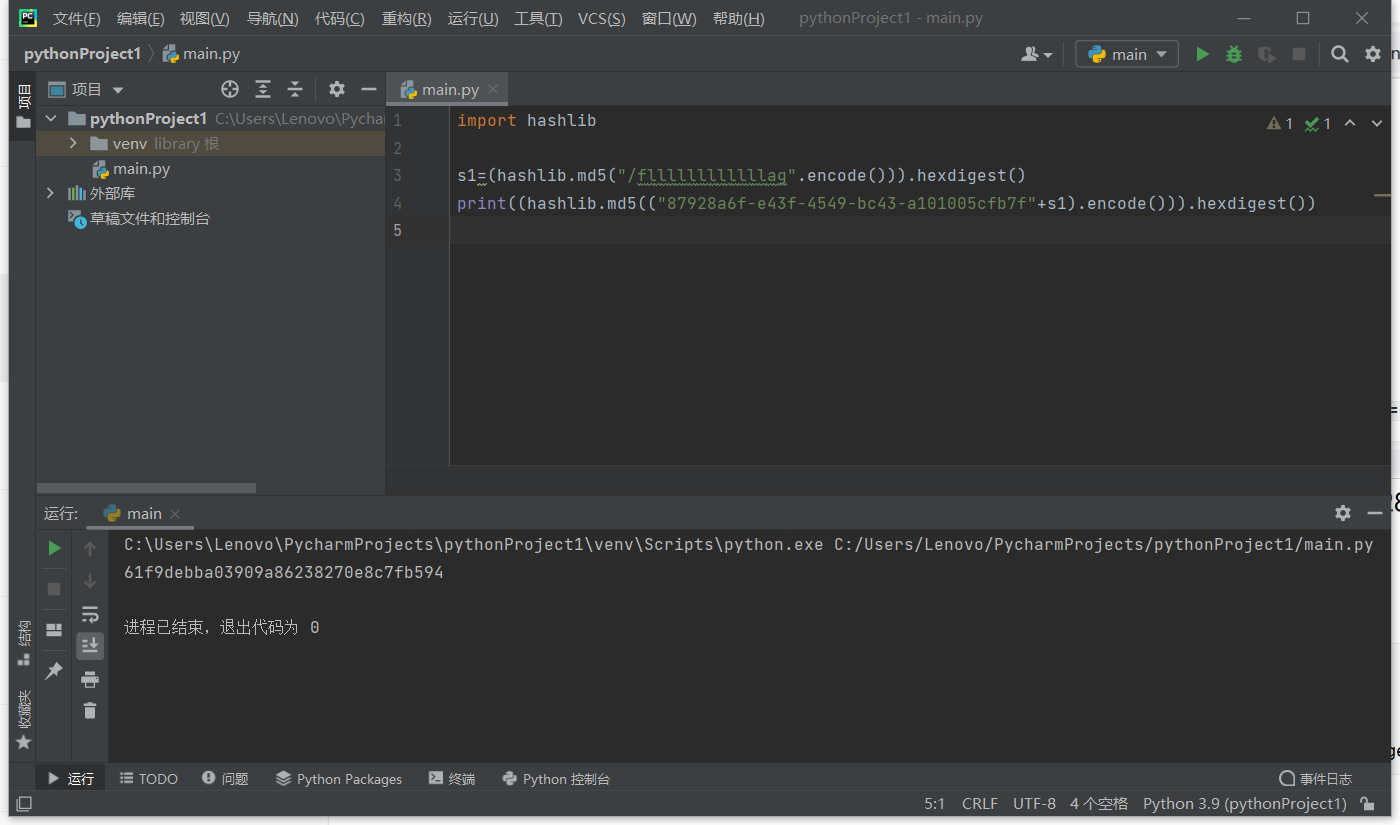 PC 文件(F) 编辑(E) 视图(V) 导航(N) 代码(C) 重构(R) 运行(U) 工具(T) VCS(S) 窗口(W) 帮助(H) pythonProject1 - main.py
pythonProject1 main.py main
项目 项目 main.py
pythonProject1 C:\Users\Lenovo\Pycha
venv library 根
main.py
外部库
草稿文件和控制台
1 import hashlib
1 1
2
3 s1=(hashlib.md5("/fllllllllllllag".encode())).hexdigest()
4 print((hashlib.md5(("87928a6f-e43f-4549-bc43-a101005cfb7f"+s1).encode())).hexdigest())
5
运行: main
C:\Users\Lenovo\PycharmProjects\pythonProject1\venv\Scripts\python.exe C:/Users/Lenovo/PycharmProjects/pythonProject1/main.py
61f9debba03909a86238270e8c7fb594
进程已结束，退出代码为 0
结构
收藏夹
运行 TODO 问题 Python Packages 终端 Python 控制台 事件日志
5:1 CRLF UTF-8 4 个空格 Python 3.9 (pythonProject1)